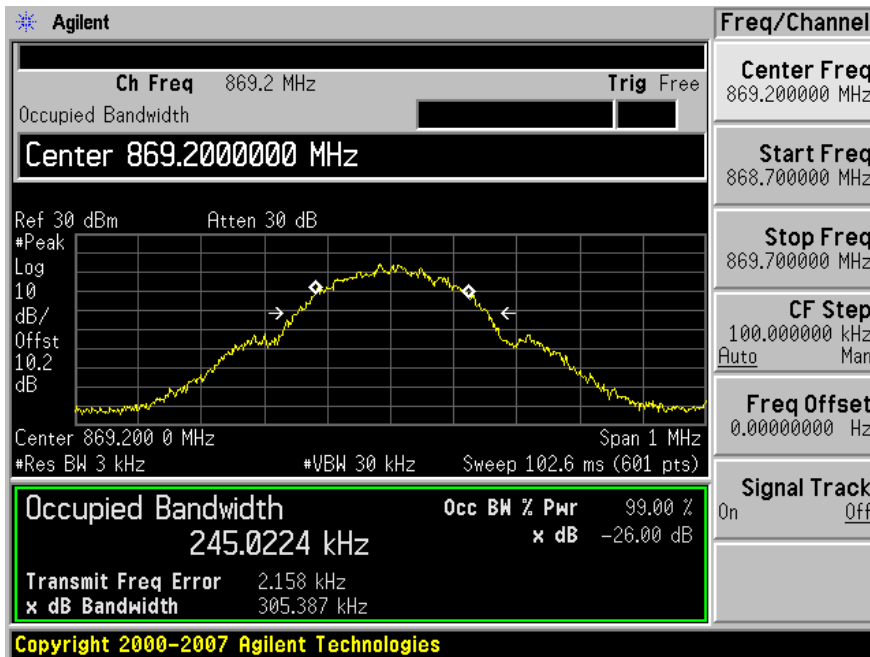 Agilent
Freq/Channel
Ch Freq 869.2 MHz Trig Free
Occupied Bandwidth
Center 869.2000000 MHz
Center Freq
869.200000 MHz
Start Freq
868.700000 MHz
Stop Freq
869.700000 MHz
CF Step
100.000000 kHz
Auto Man
Freq Offset
0.00000000 Hz
Signal Track
On Off
Ref 30 dBm Atten 30 dB
#Peak
Log
10
dB/
Offst
10.2
dB
Center 869.200 0 MHz Span 1 MHz
#Res BW 3 kHz #VBW 30 kHz Sweep 102.6 ms (601 pts)
Occupied Bandwidth
245.0224 kHz
Occ BW % Pwr 99.00 %
x dB -26.00 dB
Transmit Freq Error 2.158 kHz
x dB Bandwidth 305.387 kHz
Copyright 2000-2007 Agilent Technologies